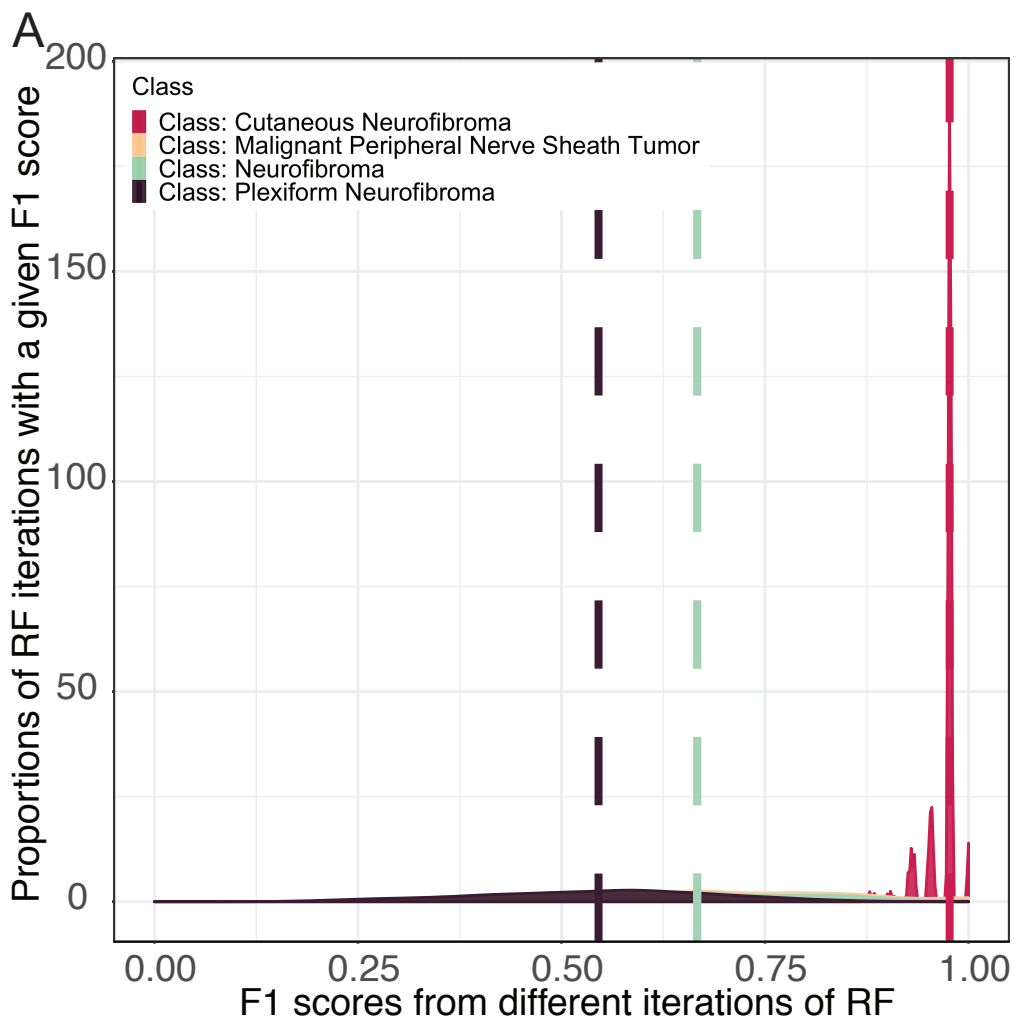 A
Proportions of RF iterations with a given F1 score
200
150
100
50
0
Class
Class: Cutaneous Neurofibroma
Class: Malignant Peripheral Nerve Sheath Tumor
Class: Neurofibroma
Class: Plexiform Neurofibroma
0.00 0.25 0.50 0.75 1.00
F1 scores from different iterations of RF